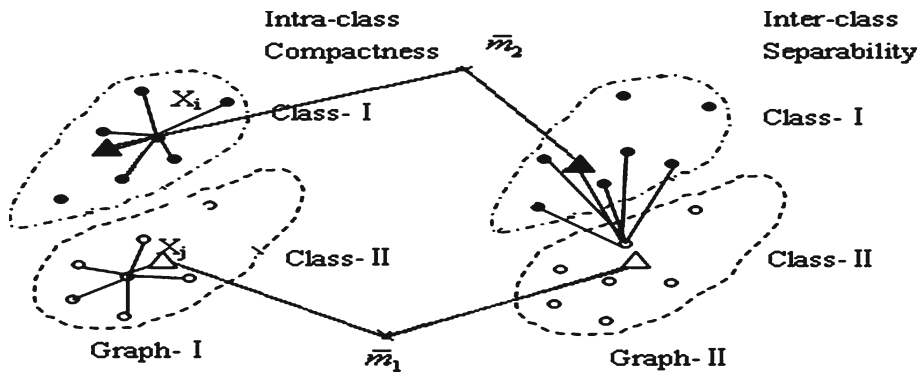 Intra-class
Compactness
m̅₂
Inter-class
Separability
Xᵢ
Class- I
Class- I
Xⱼ
Class-II
Class-II
Graph- I
m̅₁
Graph-II